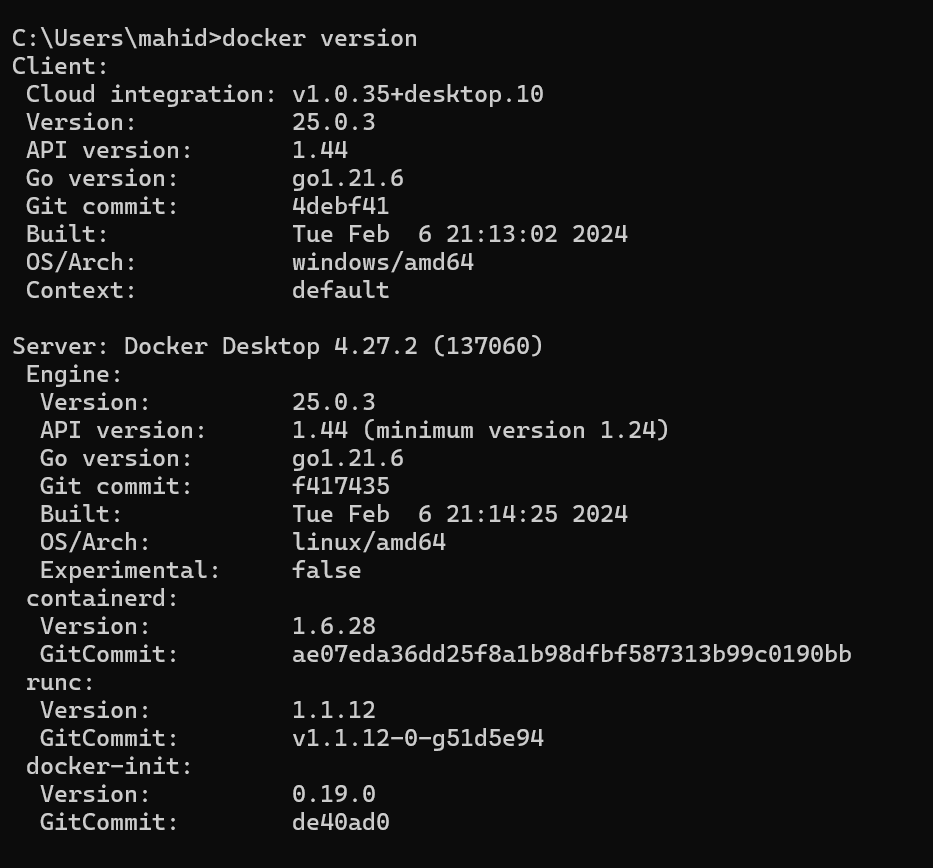 C:\Users\mahid>docker version
Client:
 Cloud integration: v1.0.35+desktop.10
 Version:           25.0.3
 API version:       1.44
 Go version:        go1.21.6
 Git commit:        4debf41
 Built:             Tue Feb  6 21:13:02 2024
 OS/Arch:           windows/amd64
 Context:           default

Server: Docker Desktop 4.27.2 (137060)
 Engine:
  Version:          25.0.3
  API version:      1.44 (minimum version 1.24)
  Go version:       go1.21.6
  Git commit:       f417435
  Built:            Tue Feb  6 21:14:25 2024
  OS/Arch:          linux/amd64
  Experimental:     false
 containerd:
  Version:          1.6.28
  GitCommit:        ae07eda36dd25f8a1b98dfbf587313b99c0190bb
 runc:
  Version:          1.1.12
  GitCommit:        v1.1.12-0-g51d5e94
 docker-init:
  Version:          0.19.0
  GitCommit:        de40ad0